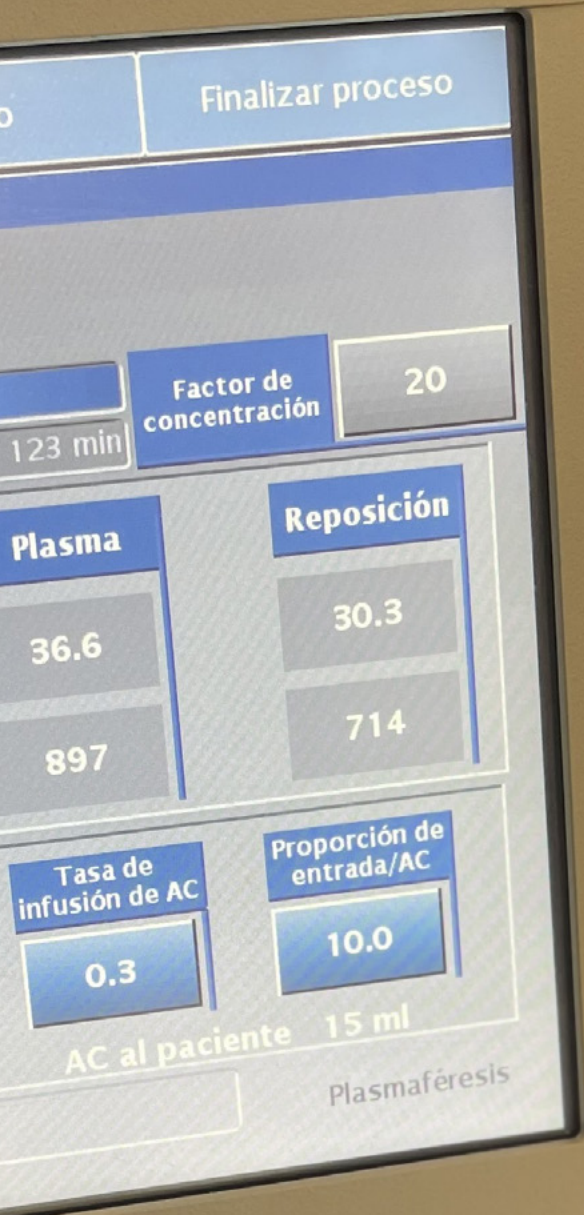 o
Finalizar proceso
Factor de
concentración
20
123 min
Plasma
Reposición
36.6
30.3
897
714
Tasa de
infusión de AC
Proporción de
entrada/AC
0.3
10.0
AC al paciente 15 ml
Plasmaféresis